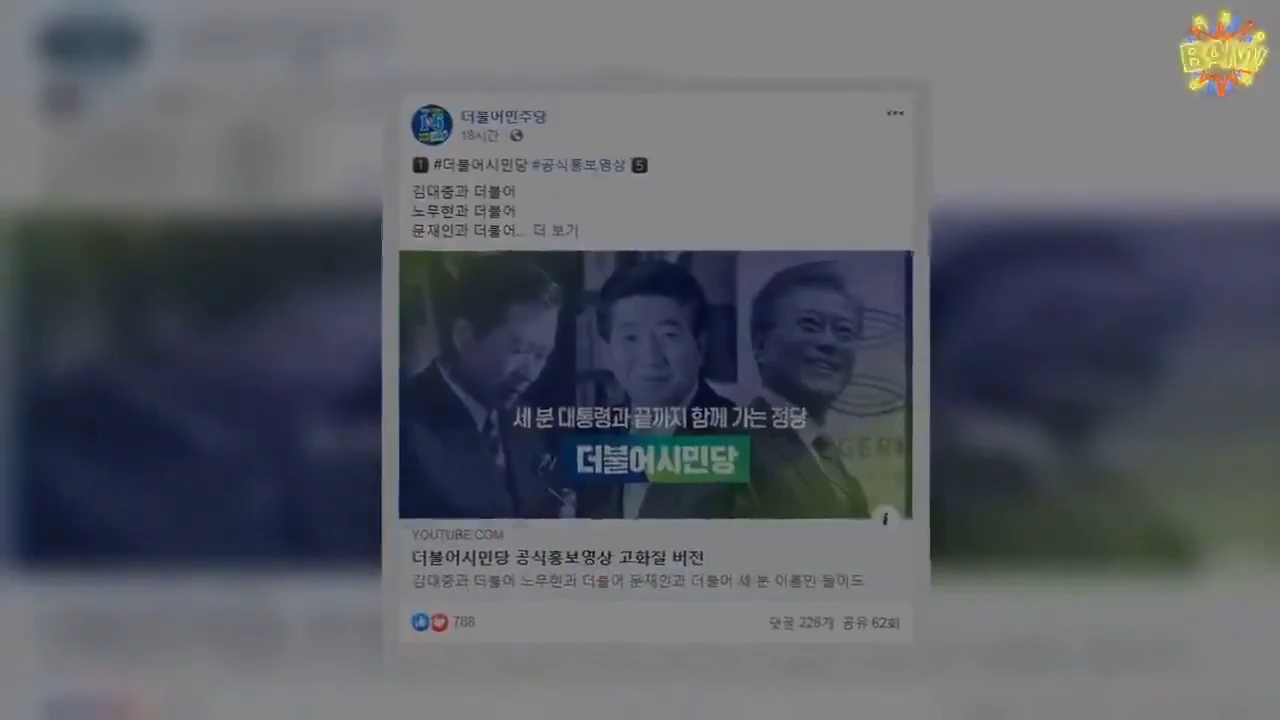 BAM!
더불어민주당
18시간
1 #더불어시민당 #공식홍보영상 5
김대중과 더불어
노무현과 더불어
문재인과 더불어... 더 보기
세 분 대통령과 끝까지 함께 가는 정당
더불어시민당
YOUTUBE.COM
더불어시민당 공식홍보영상 고화질 버전
김대중과 더불어 노무현과 더불어 문재인과 더불어 세 분 이름만 들어도
788
댓글 226개 공유 62회